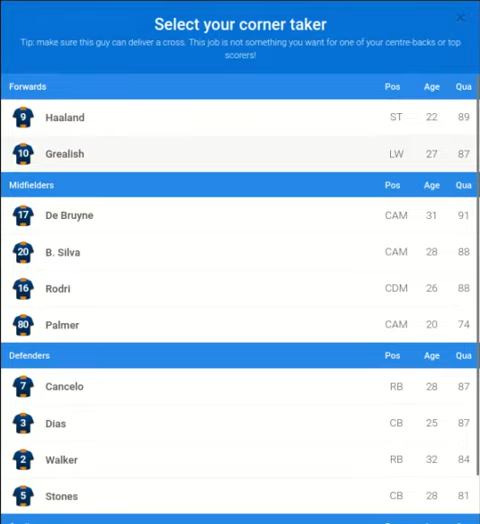 Select your corner taker
Tip: make sure this guy can deliver a cross. This job is not something you want for one of your centre-backs or top
scorers!
Forwards Pos Age Qua
9 Haaland ST 22 89
10 Grealish LW 27 87
Midfielders Pos Age Qua
17 De Bruyne CAM 31 91
20 B. Silva CAM 28 88
16 Rodri CDM 26 88
80 Palmer CAM 20 74
Defenders Pos Age Qua
7 Cancelo RB 28 87
3 Dias CB 25 87
2 Walker RB 32 84
5 Stones CB 28 81